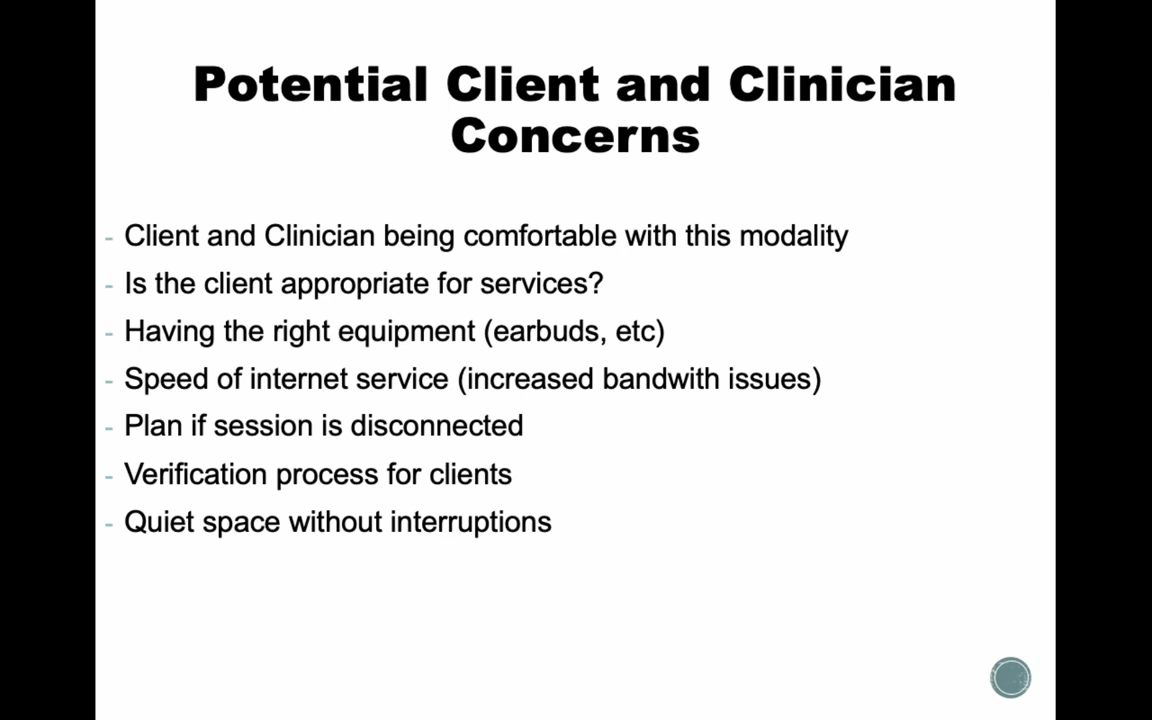 Potential Client and Clinician
Concerns
- Client and Clinician being comfortable with this modality
- Is the client appropriate for services?
- Having the right equipment (earbuds, etc)
- Speed of internet service (increased bandwith issues)
- Plan if session is disconnected
- Verification process for clients
- Quiet space without interruptions